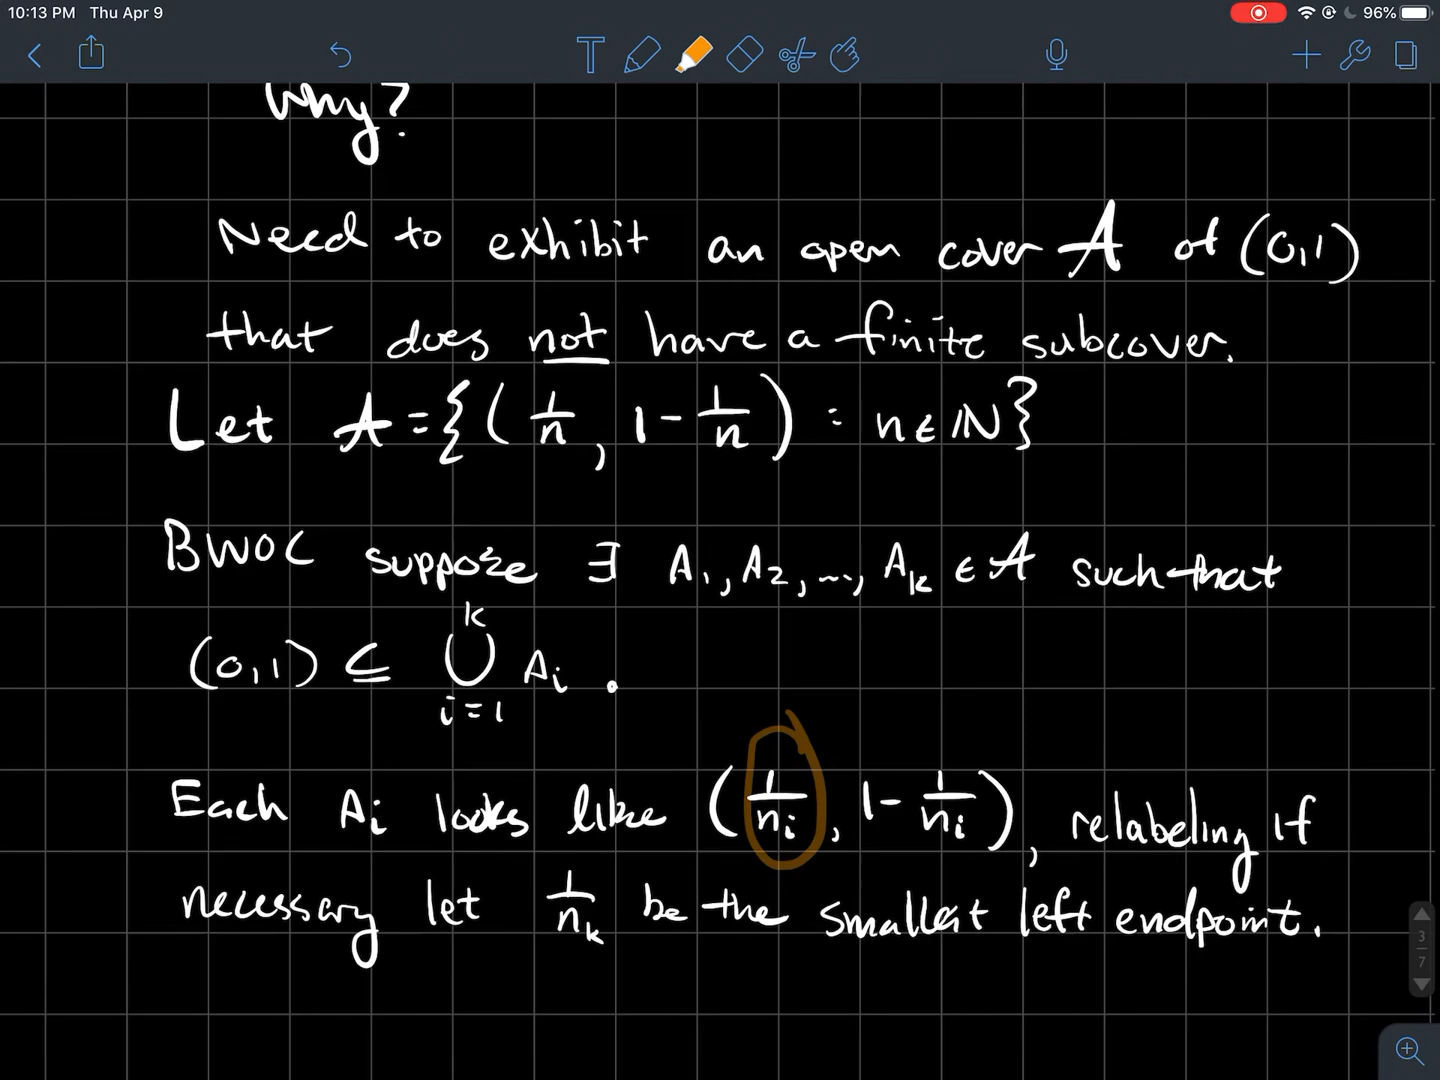 10:13 PM Thu Apr 9
96%
Why?
Need to exhibit an open cover 𝒜 of (0,1)
that does not have a finite subcover.
Let 𝒜 = {(1/n, 1 - 1/n) : n ∈ ℕ}
BWOC suppose ∃ A₁, A₂, ..., Aₖ ∈ 𝒜 such that
(0,1) ⊆ ⋃_{i=1}^{k} Aᵢ.
Each Aᵢ looks like (1/nᵢ, 1 - 1/nᵢ), relabeling if
necessary let 1/nₖ be the smallest left endpoint.
3
7